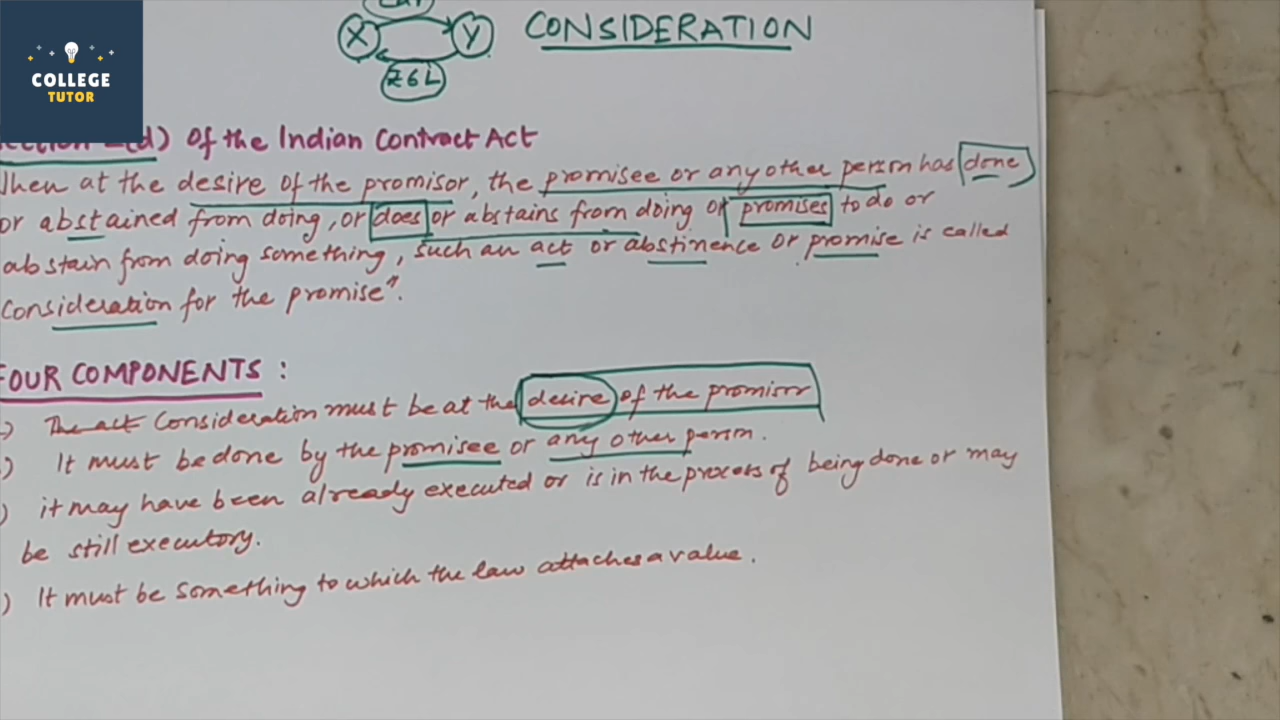 Car
X Y CONSIDERATION
₹6L
COLLEGE
TUTOR
ection 2(d) Of the Indian Contract Act
When at the desire of the promisor, the promisee or any other person has done
or abstained from doing, or does or abstains from doing or promises to do or
abstain from doing something, such an act or abstinence or promise is called
Consideration for the promise".
FOUR COMPONENTS :
) The act Consideration must be at the desire of the promisor
) It must be done by the promisee or any other person.
) it may have been already executed or is in the process of being done or may
be still executory.
) It must be something to which the law attaches a value.